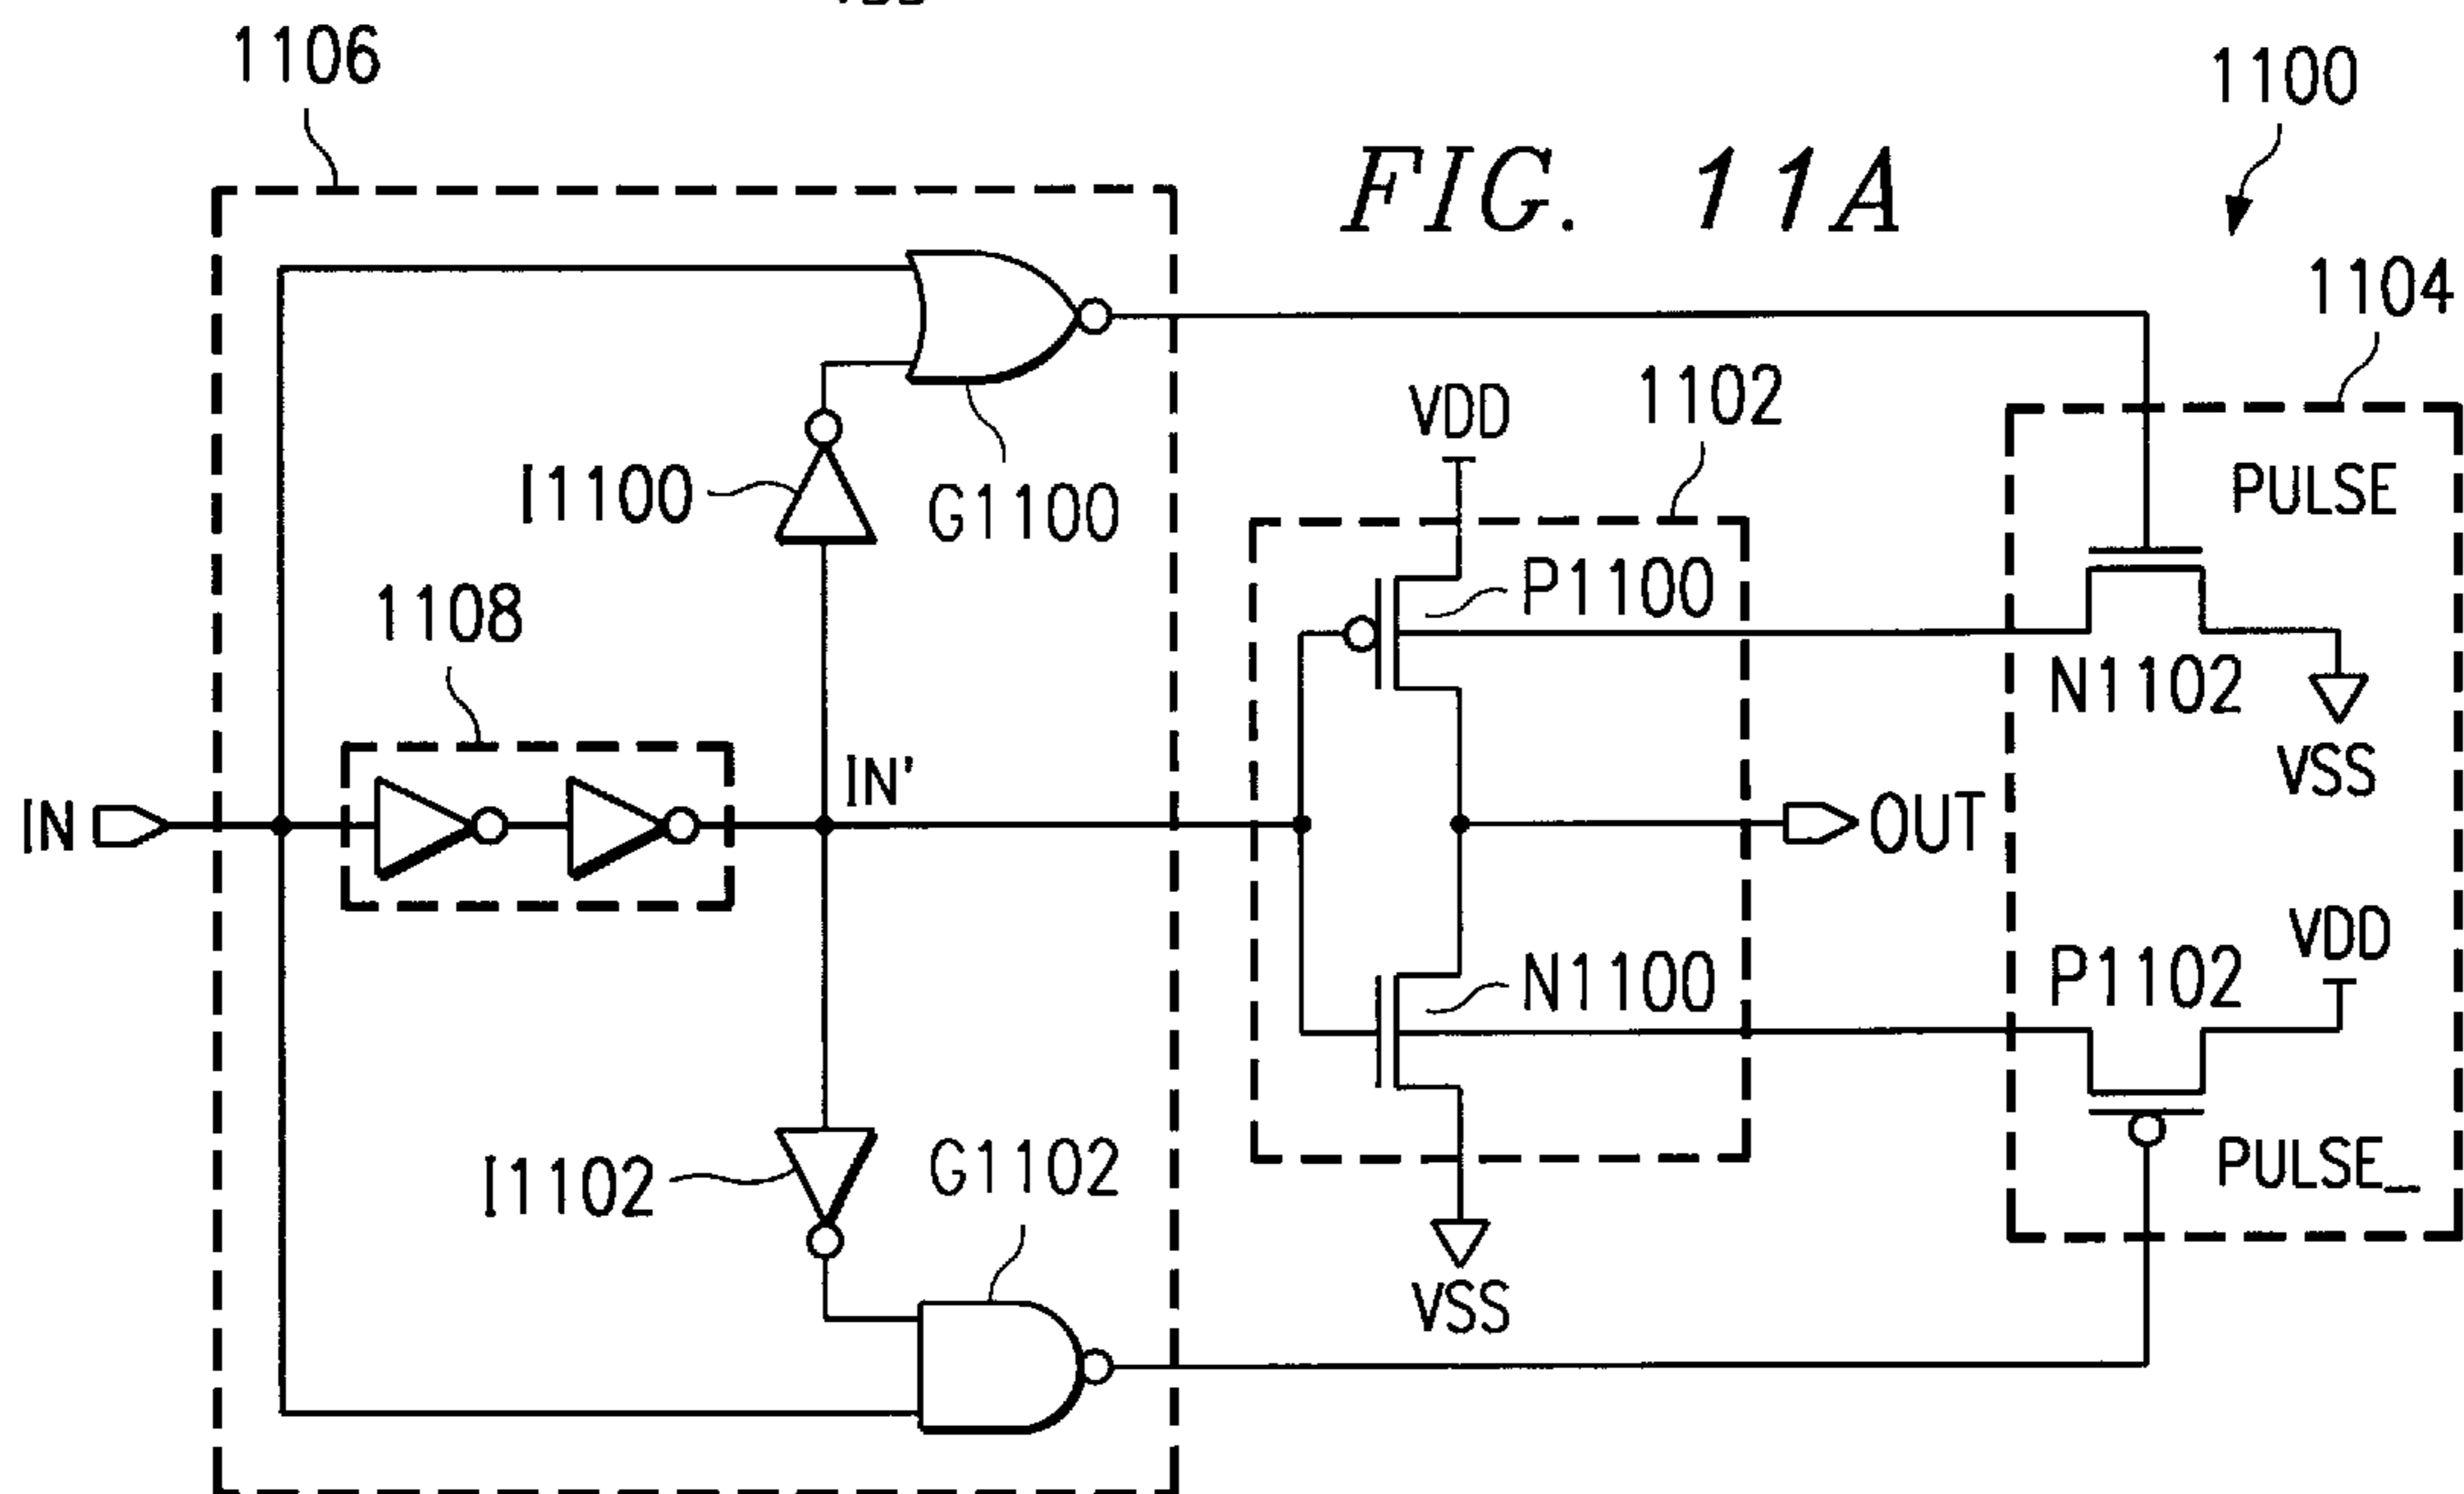 1106
1100
FIG. 11A
1104
1102
VDD
PULSE
I1100
G1100
P1100
1108
N1102
VSS
IN'
IN
OUT
VDD
N1100
P1102
I1102
G1102
PULSE_
VSS